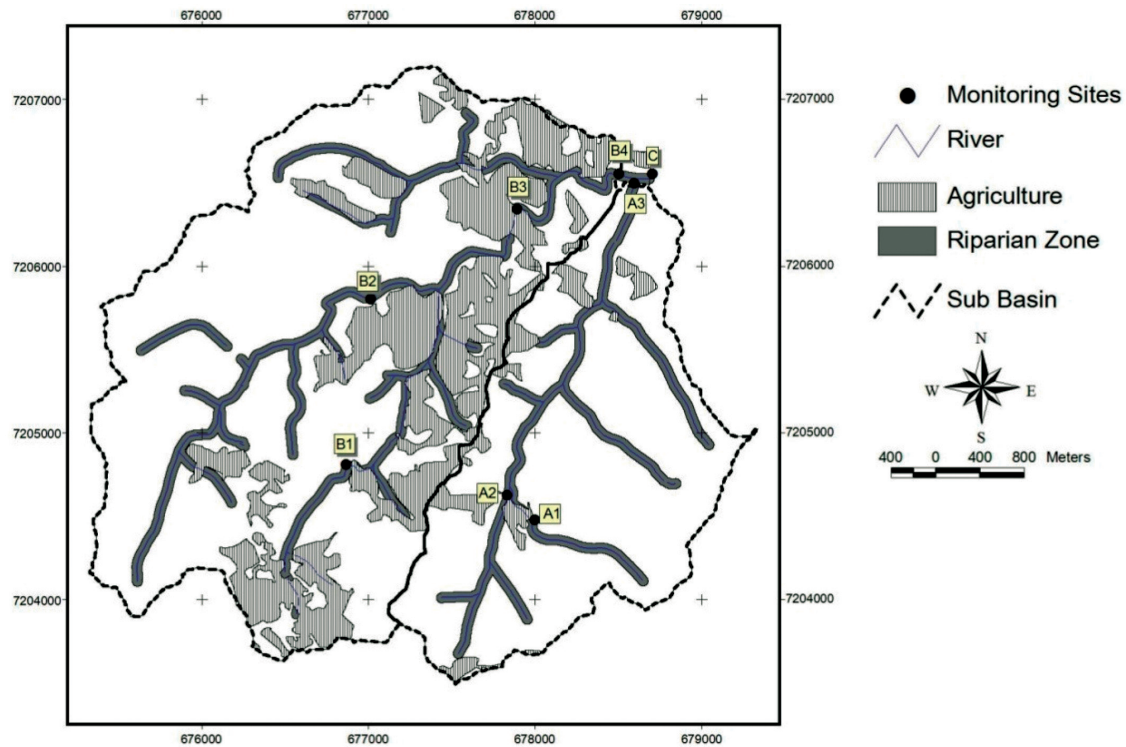 676000 677000 678000 679000
7207000 7207000
Monitoring Sites
River
Agriculture
Riparian Zone
Sub Basin
B4 C
B3
A3
7206000 7206000
B2
N
W E
S
7205000 7205000
400 0 400 800 Meters
B1
A2
A1
7204000 7204000
676000 677000 678000 679000